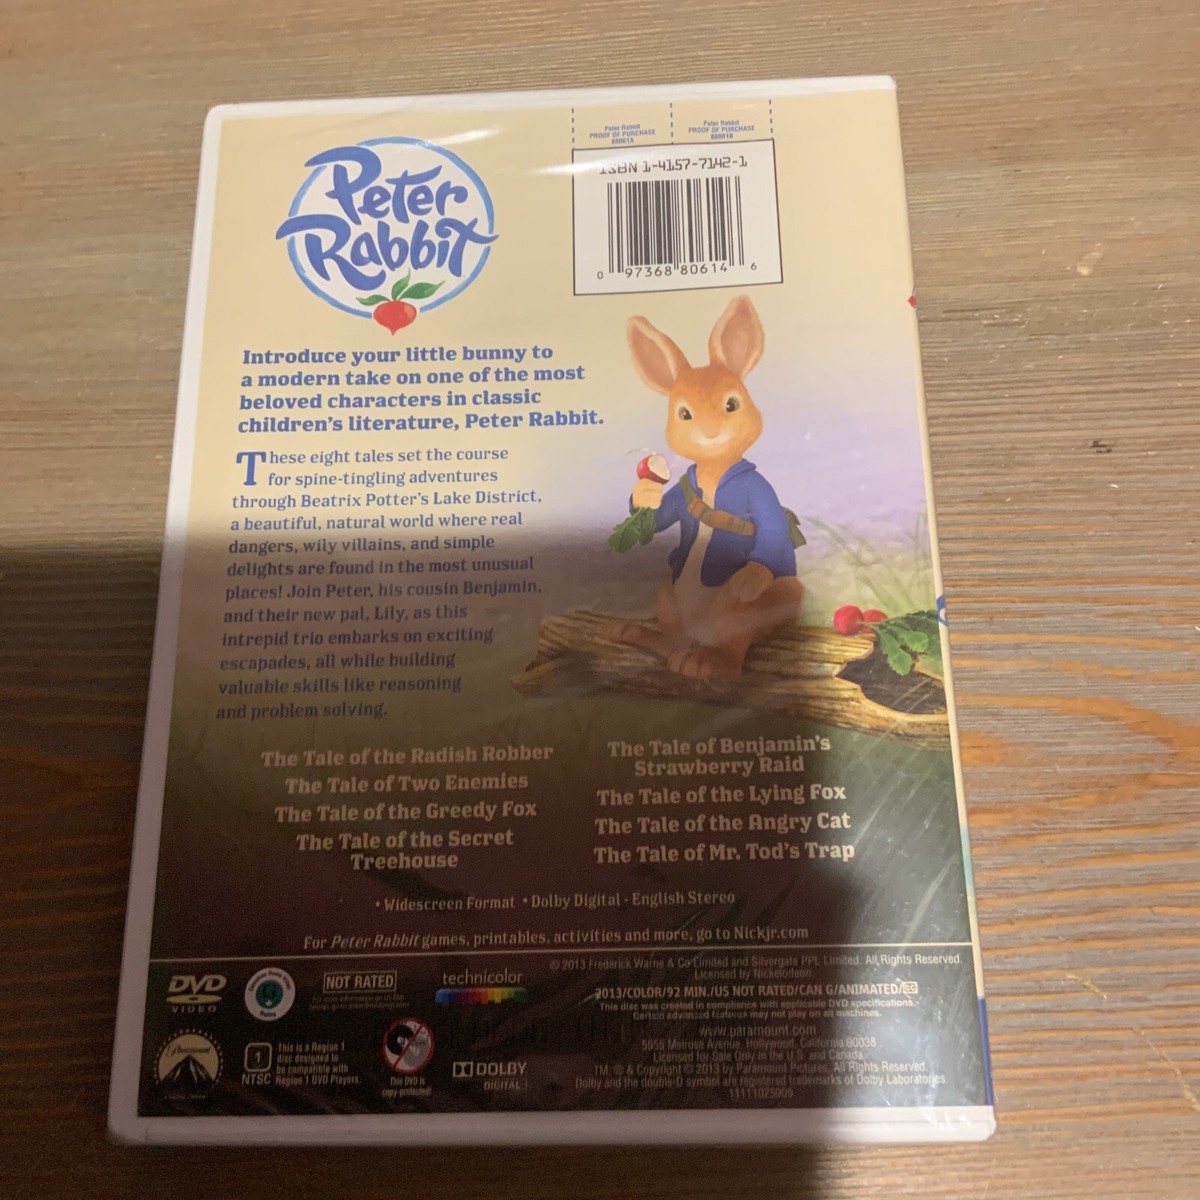 Peter Rabbit
PROOF OF PURCHASE
88061A
Peter Rabbit
PROOF OF PURCHASE
88061B
ISBN 1-4157-7142-1
0 97368 80614 6
Peter
Rabbit
Introduce your little bunny to
a modern take on one of the most
beloved characters in classic
children's literature, Peter Rabbit.
These eight tales set the course
for spine-tingling adventures
through Beatrix Potter's Lake District,
a beautiful, natural world where real
dangers, wily villains, and simple
delights are found in the most unusual
places! Join Peter, his cousin Benjamin,
and their new pal, Lily, as this
intrepid trio embarks on exciting
escapades, all while building
valuable skills like reasoning
and problem solving.
The Tale of the Radish Robber
The Tale of Two Enemies
The Tale of the Greedy Fox
The Tale of the Secret
Treehouse
The Tale of Benjamin's
Strawberry Raid
The Tale of the Lying Fox
The Tale of the Angry Cat
The Tale of Mr. Tod's Trap
• Widescreen Format • Dolby Digital - English Stereo
For Peter Rabbit games, printables, activities and more, go to Nickjr.com
DVD
VIDEO
G
NOT RATED
technicolor
© 2013 Frederick Warne & Co Limited and Silvergate PPL Limited. All Rights Reserved.
Licensed by Nickelodeon
2013/COLOR/92 MIN./US NOT RATED/CAN G/ANIMATED/CC
This disc was created in compliance with applicable DVD specifications.
Certain advanced features may not play on all machines.
www.paramount.com
5555 Melrose Avenue, Hollywood, California 90038
Licensed for Sale Only in the U.S. and Canada.
TM, ® & Copyright © 2013 by Paramount Pictures. All Rights Reserved.
Dolby and the double-D symbol are registered trademarks of Dolby Laboratories
Paramount
1
NTSC
This is a Region 1
disc designed to
be compatible with
Region 1 DVD Players.
This DVD is
copy-protected
DOLBY
DIGITAL